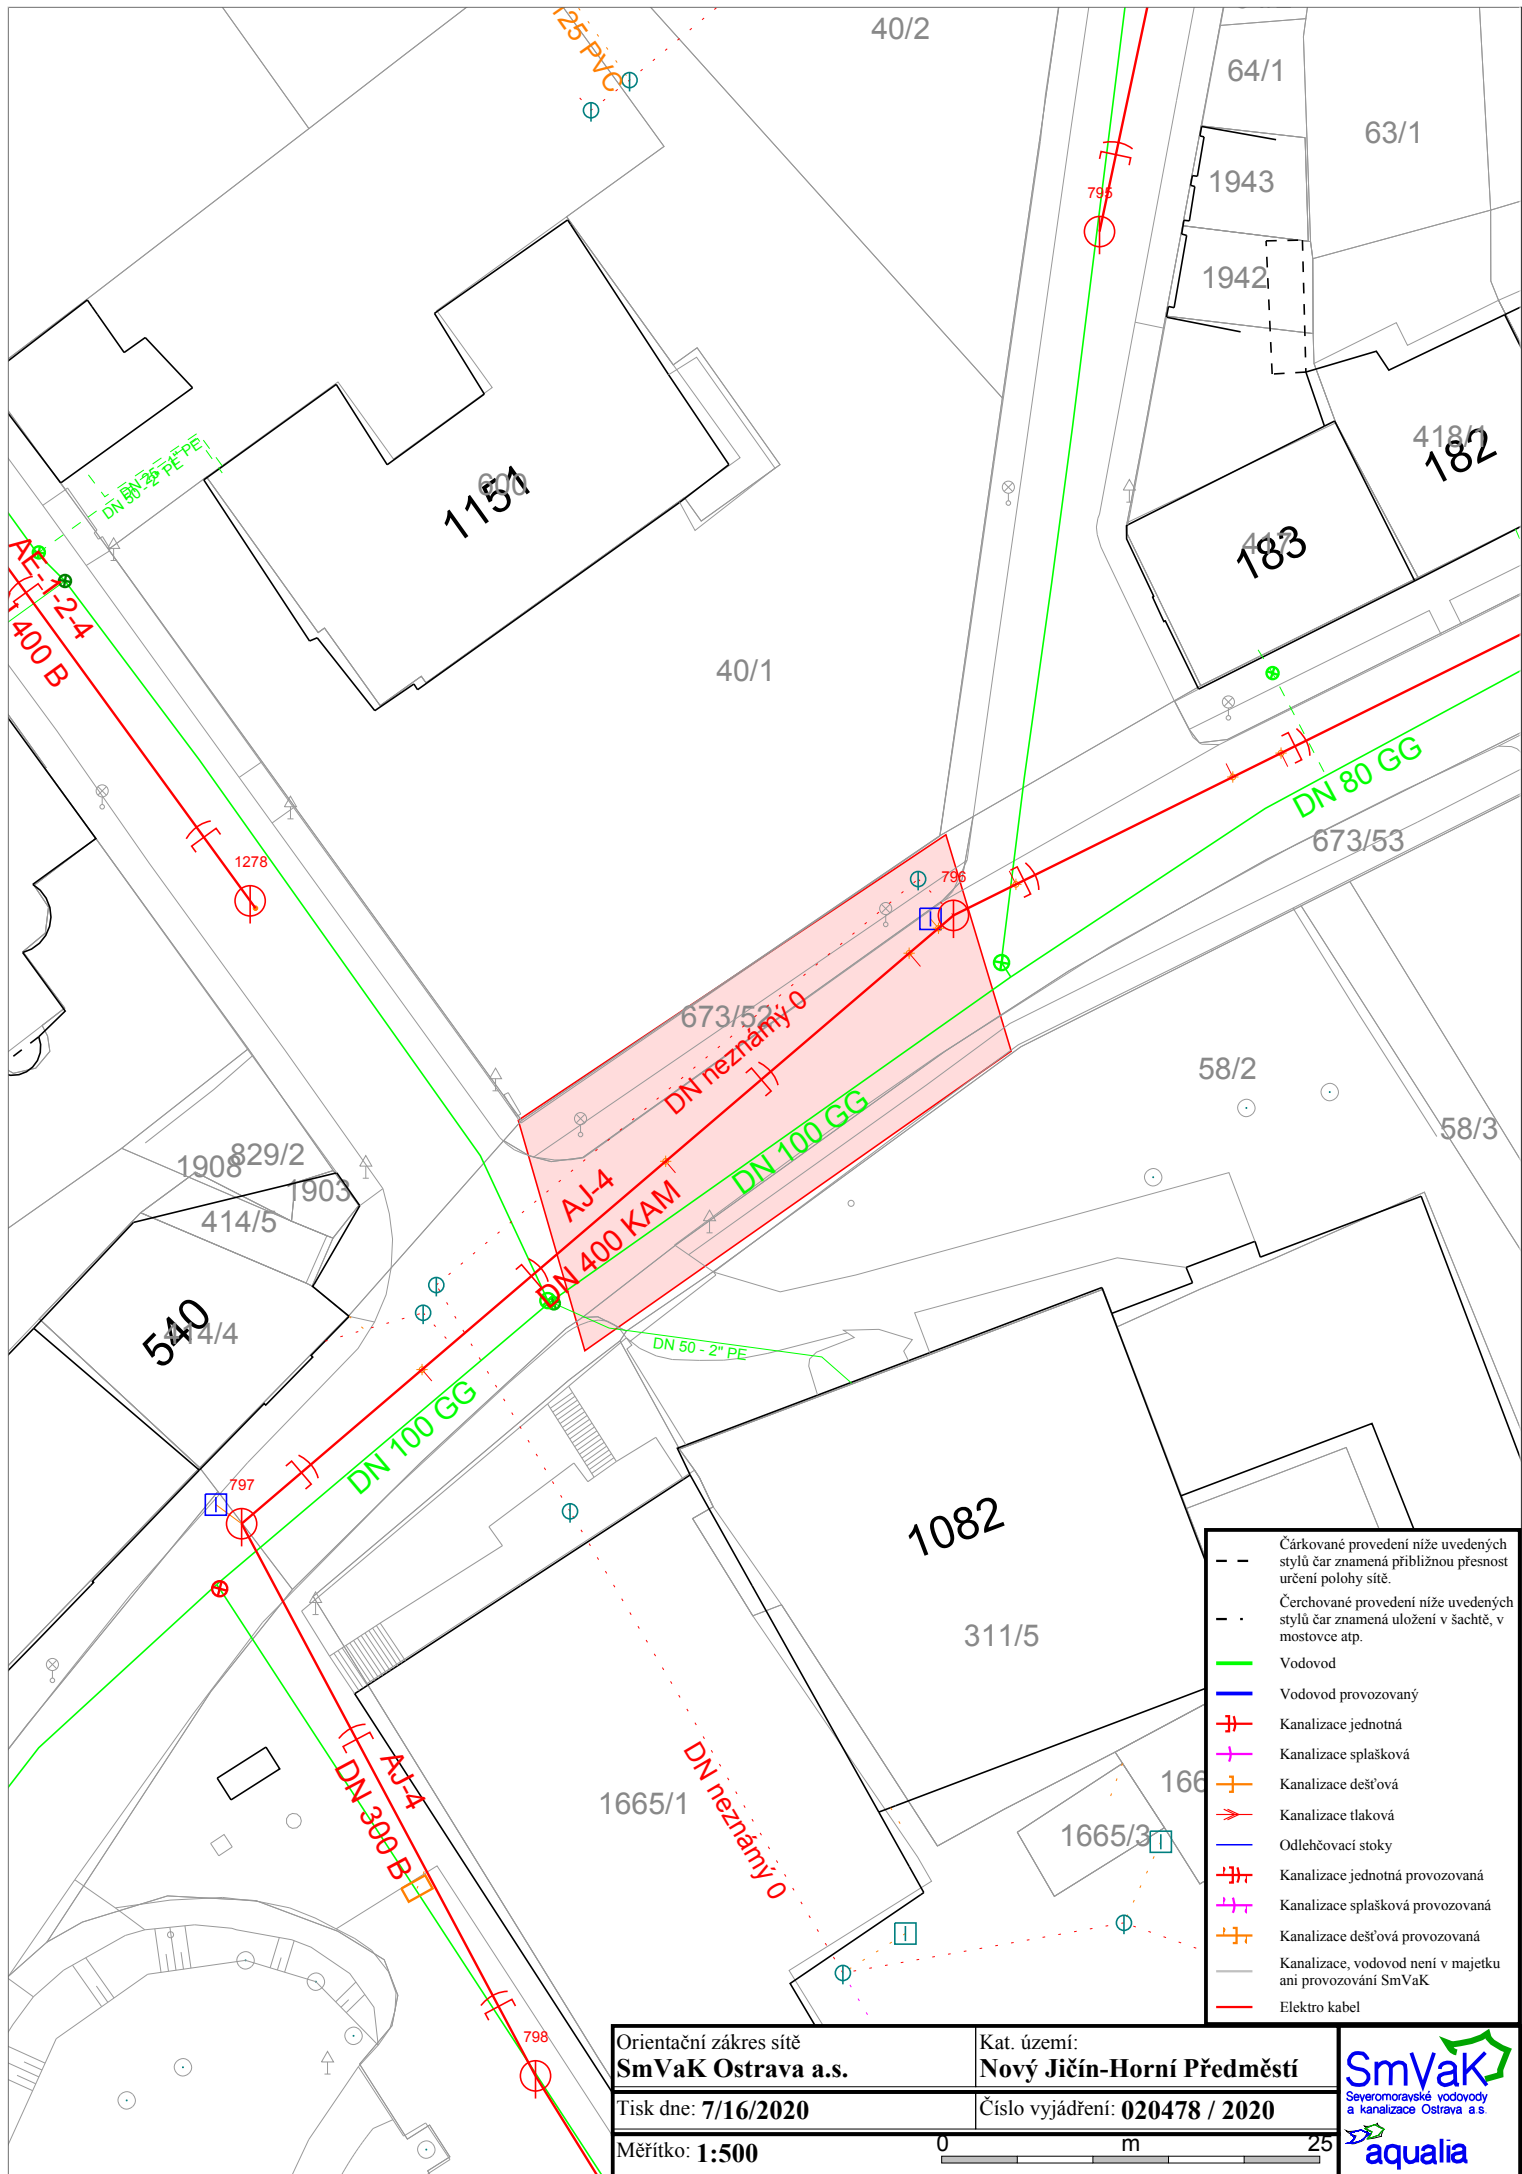 125 PVC
40/2
64/1
63/1
1943
795
1942
418/1
182
DN 25 - 1" PE
DN 50 - 2" PE
600
1151
417
183
AE-1-2-4
400 B
40/1
DN 80 GG
673/53
1278
796
673/52
DN neznámý 0
58/2
DN 100 GG
58/3
829/2
1908
1903
414/5
AJ-4
DN 400 KAM
540
414/4
DN 50 - 2" PE
DN 100 GG
797
1082
311/5
AJ-4
DN 300 B
1665/1
DN neznámý 0
166
1665/3
798
Čárkované provedení níže uvedených
stylů čar znamená přibližnou přesnost
určení polohy sítě.
Čerchované provedení níže uvedených
stylů čar znamená uložení v šachtě, v
mostovce atp.
Vodovod
Vodovod provozovaný
Kanalizace jednotná
Kanalizace splašková
Kanalizace dešťová
Kanalizace tlaková
Odlehčovací stoky
Kanalizace jednotná provozovaná
Kanalizace splašková provozovaná
Kanalizace dešťová provozovaná
Kanalizace, vodovod není v majetku
ani provozování SmVaK
Elektro kabel
Orientační zákres sítě
SmVaK Ostrava a.s.
Kat. území:
Nový Jičín-Horní Předměstí
Tisk dne: 7/16/2020
Číslo vyjádření: 020478 / 2020
Měřítko: 1:500
0 m 25
SmVaK
Severomoravské vodovody
a kanalizace Ostrava a.s.
aqualia